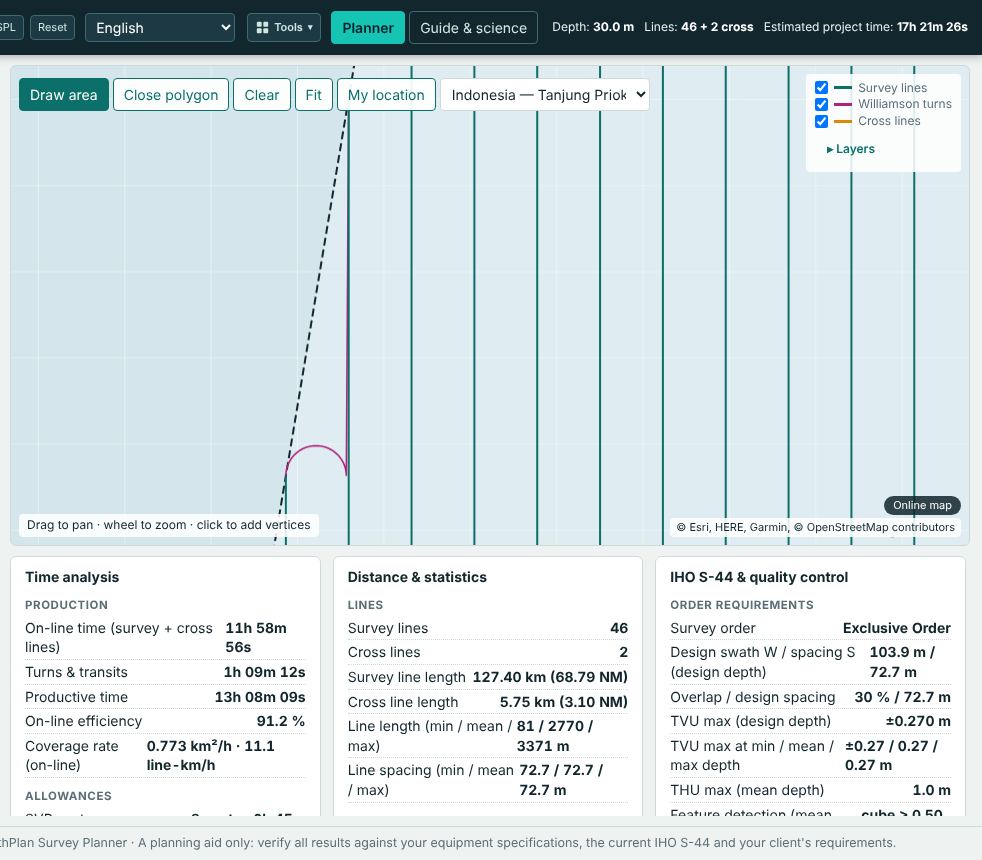 SPL Reset English Tools ▾ Planner Guide & science Depth: 30.0 m Lines: 46 + 2 cross Estimated project time: 17h 21m 26s
Draw area Close polygon Clear Fit My location Indonesia — Tanjung Priok
Survey lines
Williamson turns
Cross lines
▸ Layers
Online map
Drag to pan · wheel to zoom · click to add vertices
© Esri, HERE, Garmin, © OpenStreetMap contributors
Time analysis
PRODUCTION
On-line time (survey + cross lines) 11h 58m 56s
Turns & transits 1h 09m 12s
Productive time 13h 08m 09s
On-line efficiency 91.2 %
Coverage rate (on-line) 0.773 km²/h · 11.1 line-km/h
ALLOWANCES
Distance & statistics
LINES
Survey lines 46
Cross lines 2
Survey line length 127.40 km (68.79 NM)
Cross line length 5.75 km (3.10 NM)
Line length (min / mean / max) 81 / 2770 / 3371 m
Line spacing (min / mean / max) 72.7 / 72.7 / 72.7 m
IHO S-44 & quality control
ORDER REQUIREMENTS
Survey order Exclusive Order
Design swath W / spacing S (design depth) 103.9 m / 72.7 m
Overlap / design spacing 30 % / 72.7 m
TVU max (design depth) ±0.270 m
TVU max at min / mean / max depth ±0.27 / 0.27 / 0.27 m
THU max (mean depth) 1.0 m
Feature detection (mean cube > 0.50
hPlan Survey Planner · A planning aid only: verify all results against your equipment specifications, the current IHO S-44 and your client's requirements.